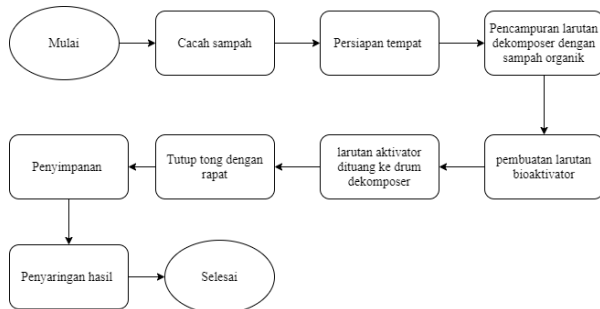 Mulai
Cacah sampah
Persiapan tempat
Pencampuran larutan
dekomposer dengan
sampah organik
pembuatan larutan
bioaktivator
larutan aktivator
dituang ke drum
dekomposer
Tutup tong dengan
rapat
Penyimpanan
Penyaringan hasil
Selesai